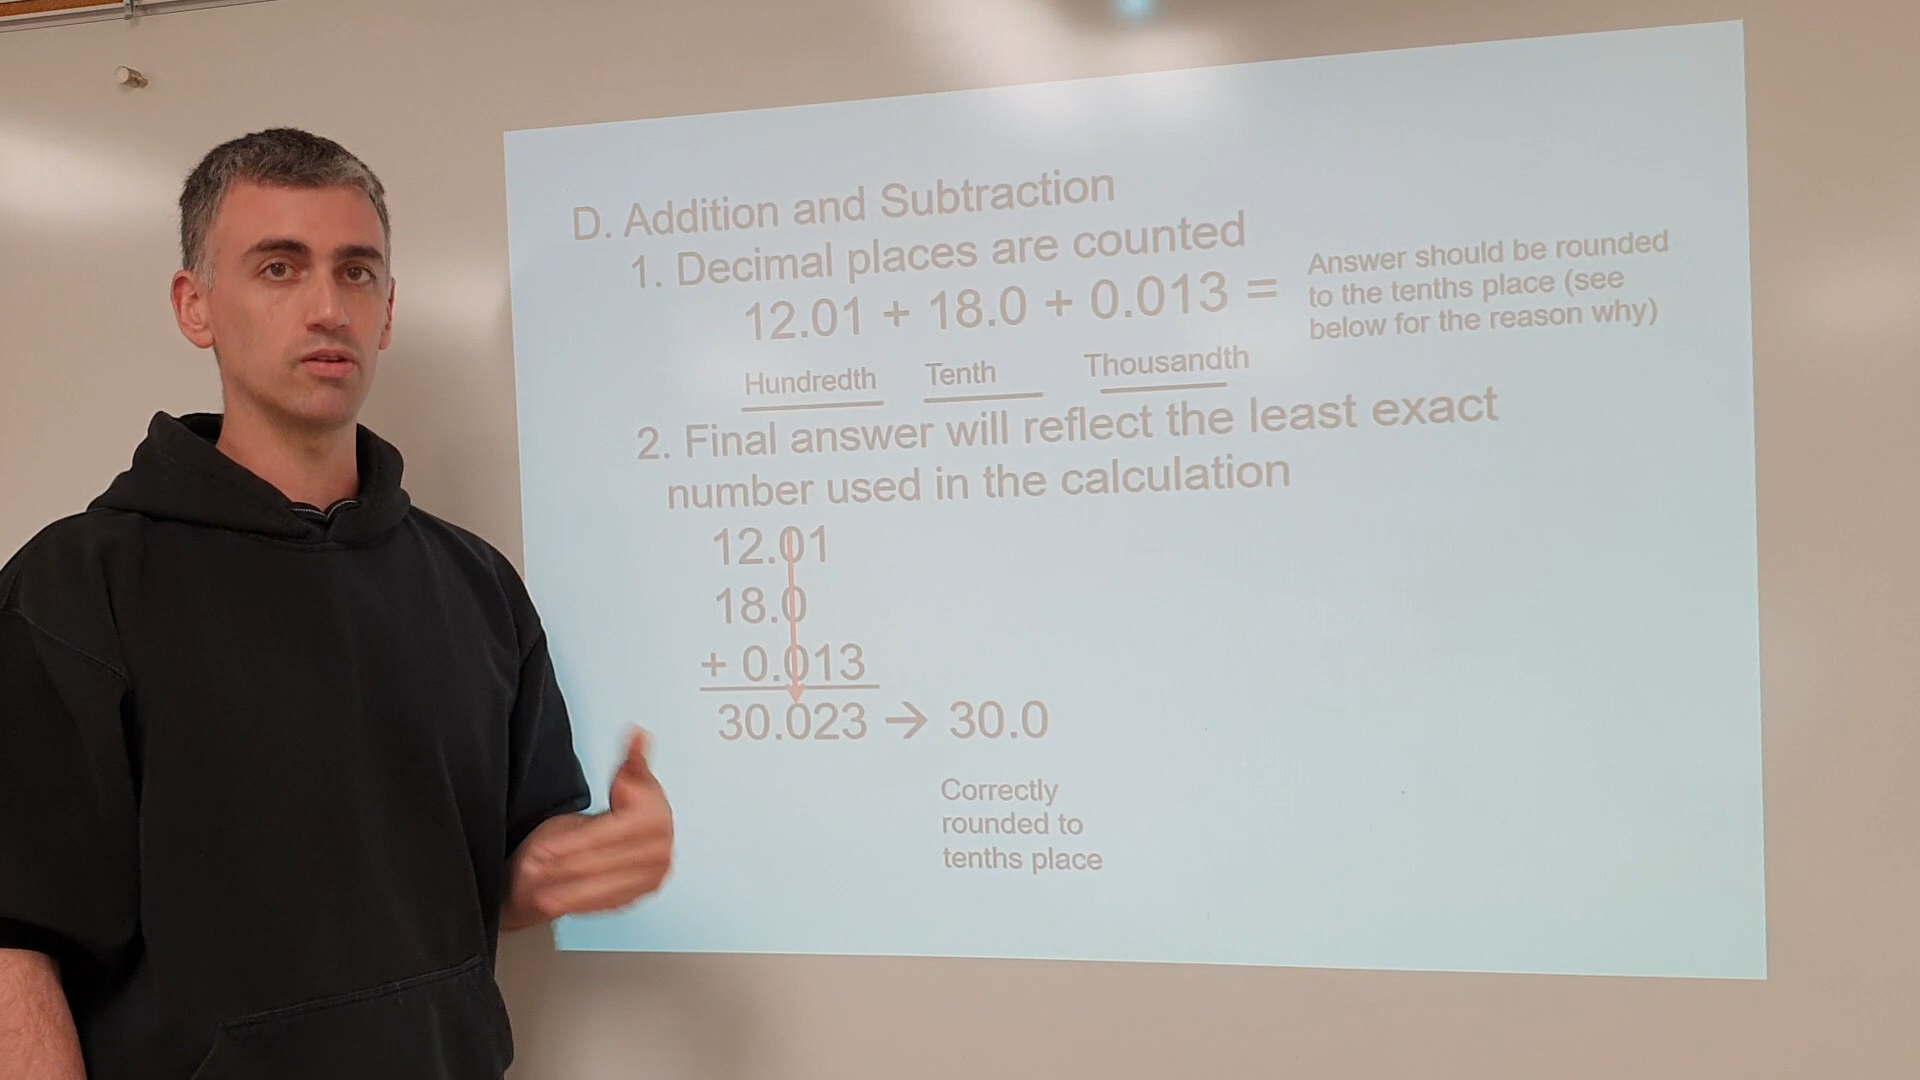 D. Addition and Subtraction
1. Decimal places are counted
12.01 + 18.0 + 0.013 =
Answer should be rounded
to the tenths place (see
below for the reason why)
Hundredth Tenth Thousandth
2. Final answer will reflect the least exact
number used in the calculation
12.01
18.0
+ 0.013
30.023 → 30.0
Correctly
rounded to
tenths place